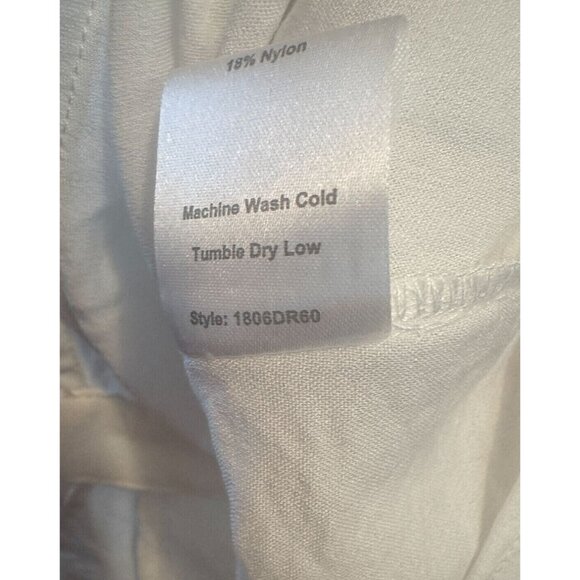 18% Nylon
Machine Wash Cold
Tumble Dry Low
Style: 1806DR60